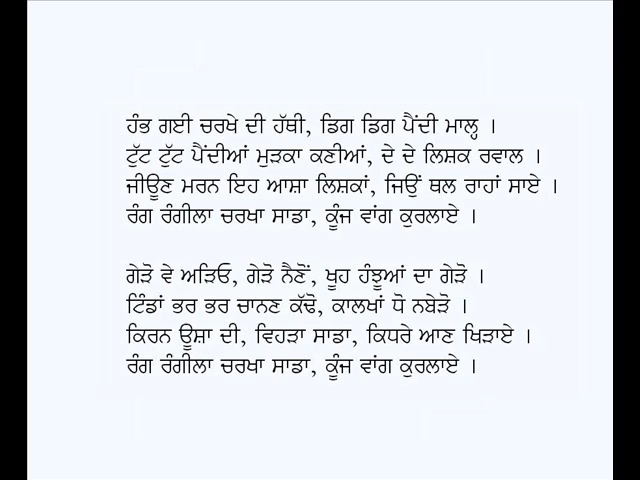 ਹੰਭ ਗਈ ਚਰਖੇ ਦੀ ਹੱਥੀ, ਡਿਗ ਡਿਗ ਪੈਂਦੀ ਮਾਲ੍ਹ ।
ਟੁੱਟ ਟੁੱਟ ਪੈਂਦੀਆਂ ਮੁੜਕਾ ਕਣੀਆਂ, ਦੇ ਦੇ ਲਿਸ਼ਕ ਰਵਾਲ ।
ਜੀਊਣ ਮਰਨ ਇਹ ਆਸ਼ਾ ਲਿਸ਼ਕਾਂ, ਜਿਉਂ ਥਲ ਰਾਹਾਂ ਸਾਏ ।
ਰੰਗ ਰੰਗੀਲਾ ਚਰਖਾ ਸਾਡਾ, ਕੂੰਜ ਵਾਂਗ ਕੁਰਲਾਏ ।
ਗੇੜੋ ਵੇ ਅੜਿਓ, ਗੇੜੋ ਨੈਣੋਂ, ਖੂਹ ਹੰਝੂਆਂ ਦਾ ਗੇੜੋ ।
ਟਿੰਡਾਂ ਭਰ ਭਰ ਚਾਨਣ ਕੱਢੋ, ਕਾਲਖਾਂ ਧੋ ਨਬੇੜੋ ।
ਕਿਰਨ ਊਸ਼ਾ ਦੀ, ਵਿਹੜਾ ਸਾਡਾ, ਕਿਧਰੇ ਆਣ ਖਿੜਾਏ ।
ਰੰਗ ਰੰਗੀਲਾ ਚਰਖਾ ਸਾਡਾ, ਕੂੰਜ ਵਾਂਗ ਕੁਰਲਾਏ ।